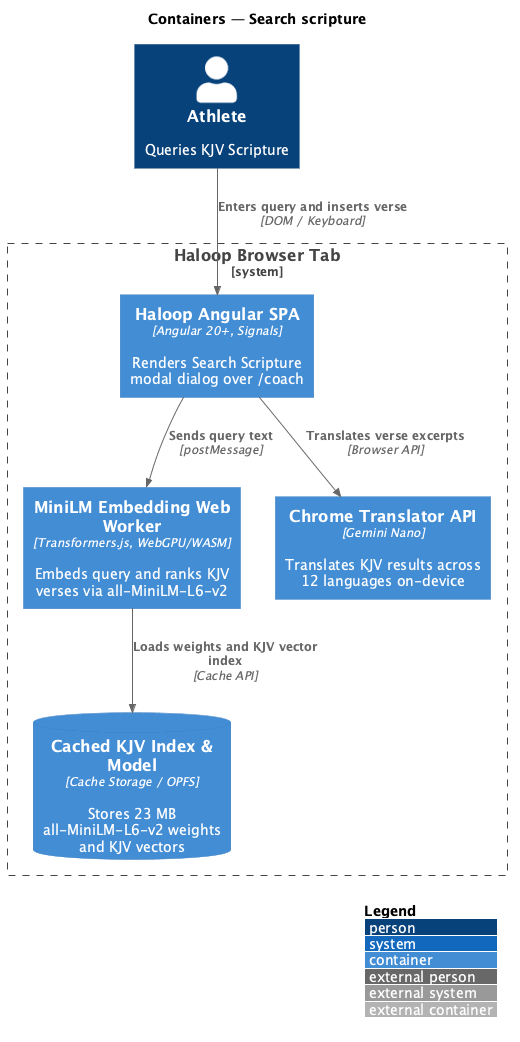 Containers — Search scripture
Athlete
Queries KJV Scripture
Enters query and inserts verse
[DOM / Keyboard]
Haloop Browser Tab
[system]
Haloop Angular SPA
[Angular 20+, Signals]
Renders Search Scripture
modal dialog over /coach
Sends query text
[postMessage]
Translates verse excerpts
[Browser API]
MiniLM Embedding Web
Worker
[Transformers.js, WebGPU/WASM]
Embeds query and ranks KJV
verses via all-MiniLM-L6-v2
Chrome Translator API
[Gemini Nano]
Translates KJV results across
12 languages on-device
Loads weights and KJV vector
index
[Cache API]
Cached KJV Index &
Model
[Cache Storage / OPFS]
Stores 23 MB
all-MiniLM-L6-v2 weights
and KJV vectors
Legend
person
system
container
external person
external system
external container